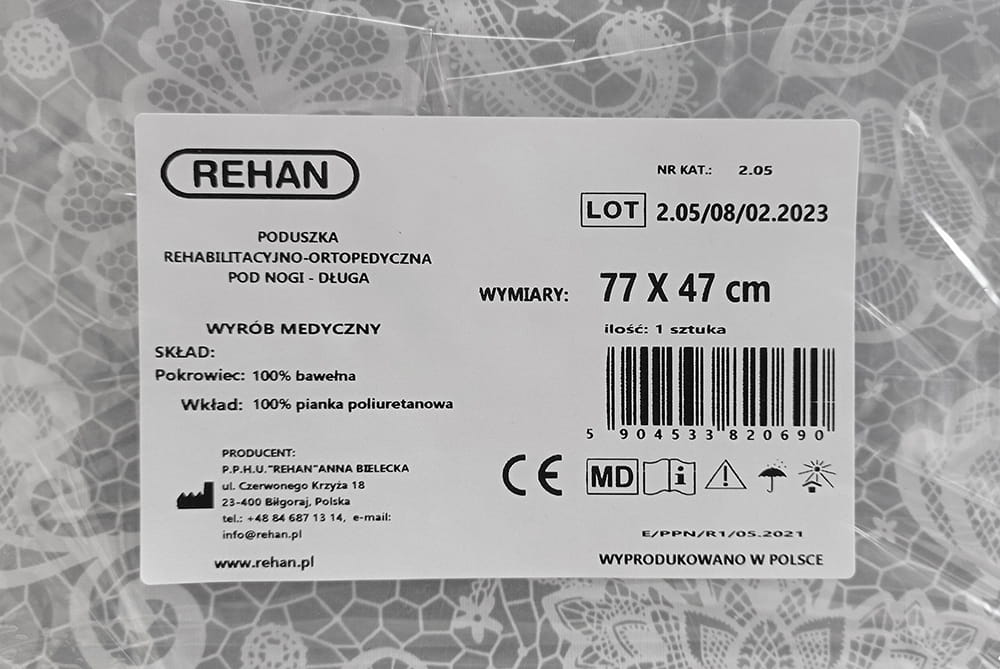 REHAN
PODUSZKA
REHABILITACYJNO-ORTOPEDYCZNA
POD NOGI - DŁUGA
WYRÓB MEDYCZNY
SKŁAD:
Pokrowiec: 100% bawełna
Wkład: 100% pianka poliuretanowa
PRODUCENT:
P.P.H.U."REHAN"ANNA BIELECKA
ul. Czerwonego Krzyża 18
23-400 Biłgoraj, Polska
tel.: +48 84 687 13 14, e-mail:
info@rehan.pl
www.rehan.pl
NR KAT.: 2.05
LOT 2.05/08/02.2023
WYMIARY: 77 X 47 cm
ilość: 1 sztuka
5 904533 820690
CE MD i
E/PPN/R1/05.2021
WYPRODUKOWANO W POLSCE